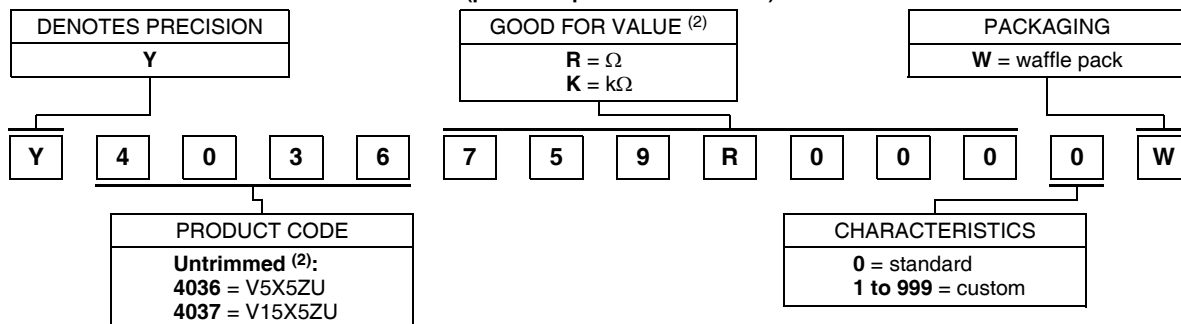 DENOTES PRECISION
Y
GOOD FOR VALUE (2)
R = Ω
K = kΩ
PACKAGING
W = waffle pack
Y 4 0 3 6 7 5 9 R 0 0 0 0 W
PRODUCT CODE
Untrimmed (2):
4036 = V5X5ZU
4037 = V15X5ZU
CHARACTERISTICS
0 = standard
1 to 999 = custom